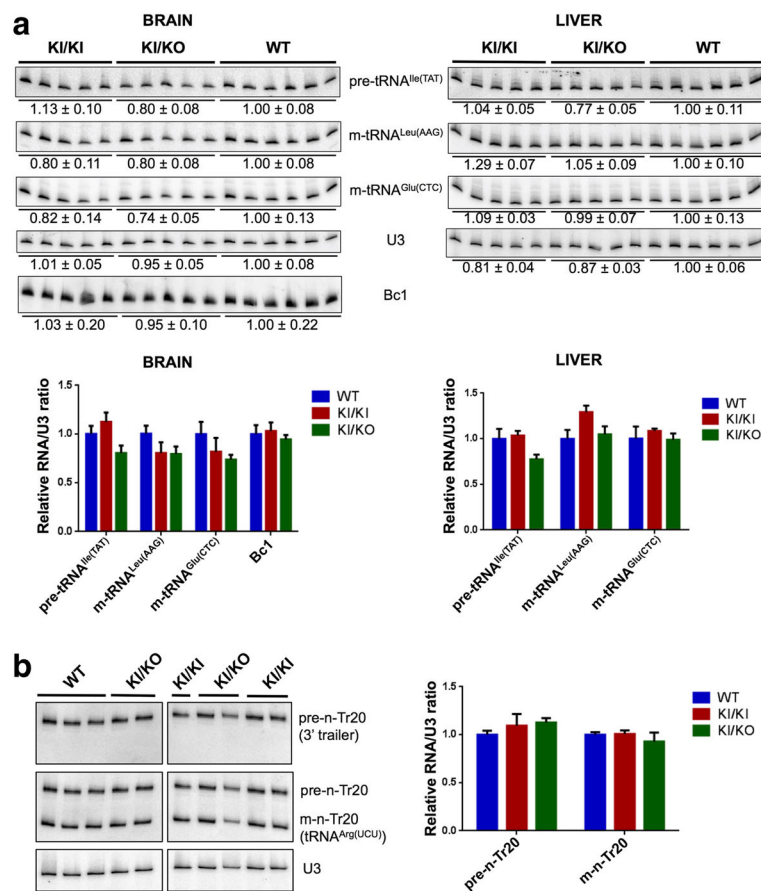 a
BRAIN
KI/KI KI/KO WT
pre-tRNAIle(TAT)
1.13 ± 0.10 0.80 ± 0.08 1.00 ± 0.08
m-tRNALeu(AAG)
0.80 ± 0.11 0.80 ± 0.08 1.00 ± 0.08
m-tRNAGlu(CTC)
0.82 ± 0.14 0.74 ± 0.05 1.00 ± 0.13
U3
1.01 ± 0.05 0.95 ± 0.05 1.00 ± 0.08
Bc1
1.03 ± 0.20 0.95 ± 0.10 1.00 ± 0.22
LIVER
KI/KI KI/KO WT
1.04 ± 0.05 0.77 ± 0.05 1.00 ± 0.11
1.29 ± 0.07 1.05 ± 0.09 1.00 ± 0.10
1.09 ± 0.03 0.99 ± 0.07 1.00 ± 0.13
0.81 ± 0.04 0.87 ± 0.03 1.00 ± 0.06
BRAIN
Relative RNA/U3 ratio
1.5
1.0
0.5
0.0
pre-tRNAIle(TAT)
m-tRNALeu(AAG)
m-tRNAGlu(CTC)
Bc1
WT
KI/KI
KI/KO
LIVER
Relative RNA/U3 ratio
1.5
1.0
0.5
0.0
pre-tRNAIle(TAT)
m-tRNALeu(AAG)
m-tRNAGlu(CTC)
WT
KI/KI
KI/KO
b
WT KI/KO KI/KI KI/KO KI/KI
pre-n-Tr20
(3' trailer)
pre-n-Tr20
m-n-Tr20
(tRNAArg(UCU))
U3
Relative RNA/U3 ratio
1.5
1.0
0.5
0.0
pre-n-Tr20
m-n-Tr20
WT
KI/KI
KI/KO